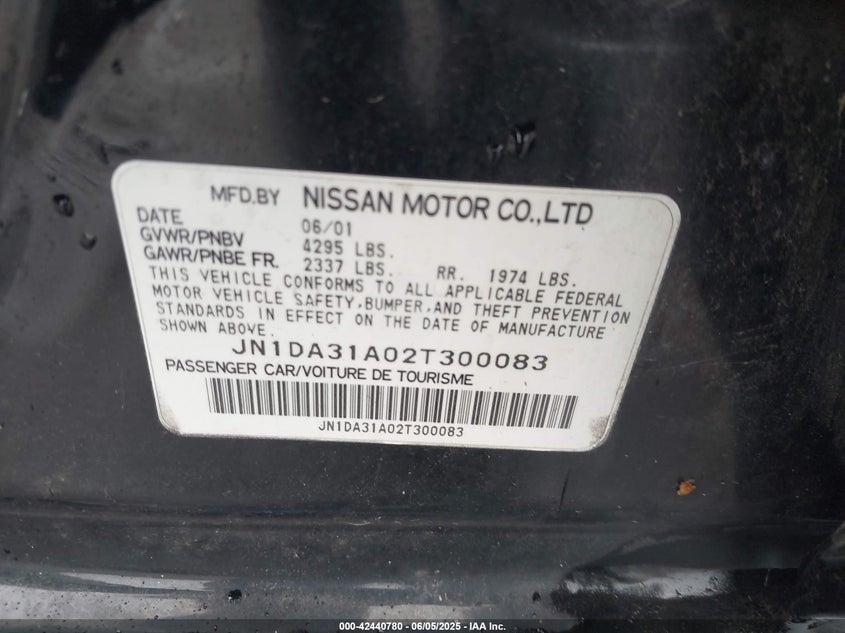 MFD.BY NISSAN MOTOR CO.,LTD
DATE 06/01
GVWR/PNBV 4295 LBS.
GAWR/PNBE FR. 2337 LBS. RR. 1974 LBS.
THIS VEHICLE CONFORMS TO ALL APPLICABLE FEDERAL
MOTOR VEHICLE SAFETY,BUMPER,AND THEFT PREVENTION
STANDARDS IN EFFECT ON THE DATE OF MANUFACTURE
SHOWN ABOVE.
JN1DA31A02T300083
PASSENGER CAR/VOITURE DE TOURISME
JN1DA31A02T300083
000-42440780 - 06/05/2025 - IAA Inc.